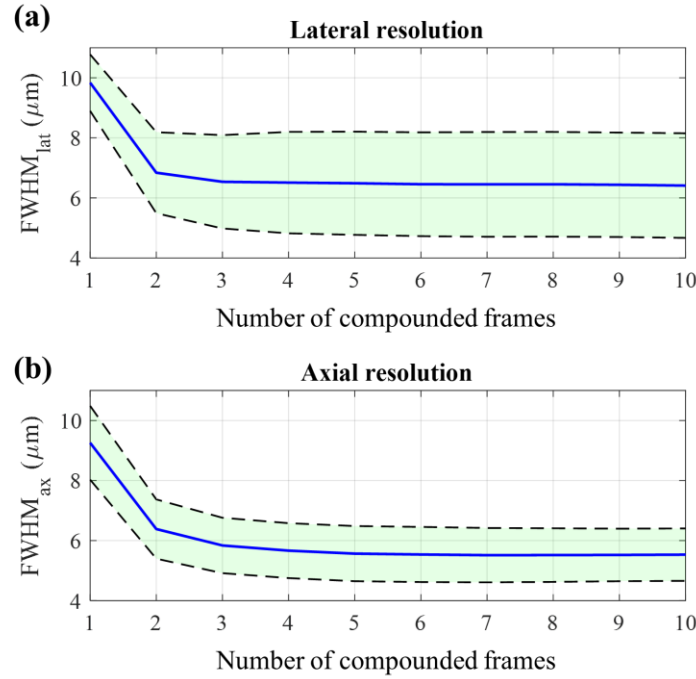 (a)
Lateral resolution
FWHM_lat (μm)
10
8
6
4
1 2 3 4 5 6 7 8 9 10
Number of compounded frames
(b)
Axial resolution
FWHM_ax (μm)
10
8
6
4
1 2 3 4 5 6 7 8 9 10
Number of compounded frames